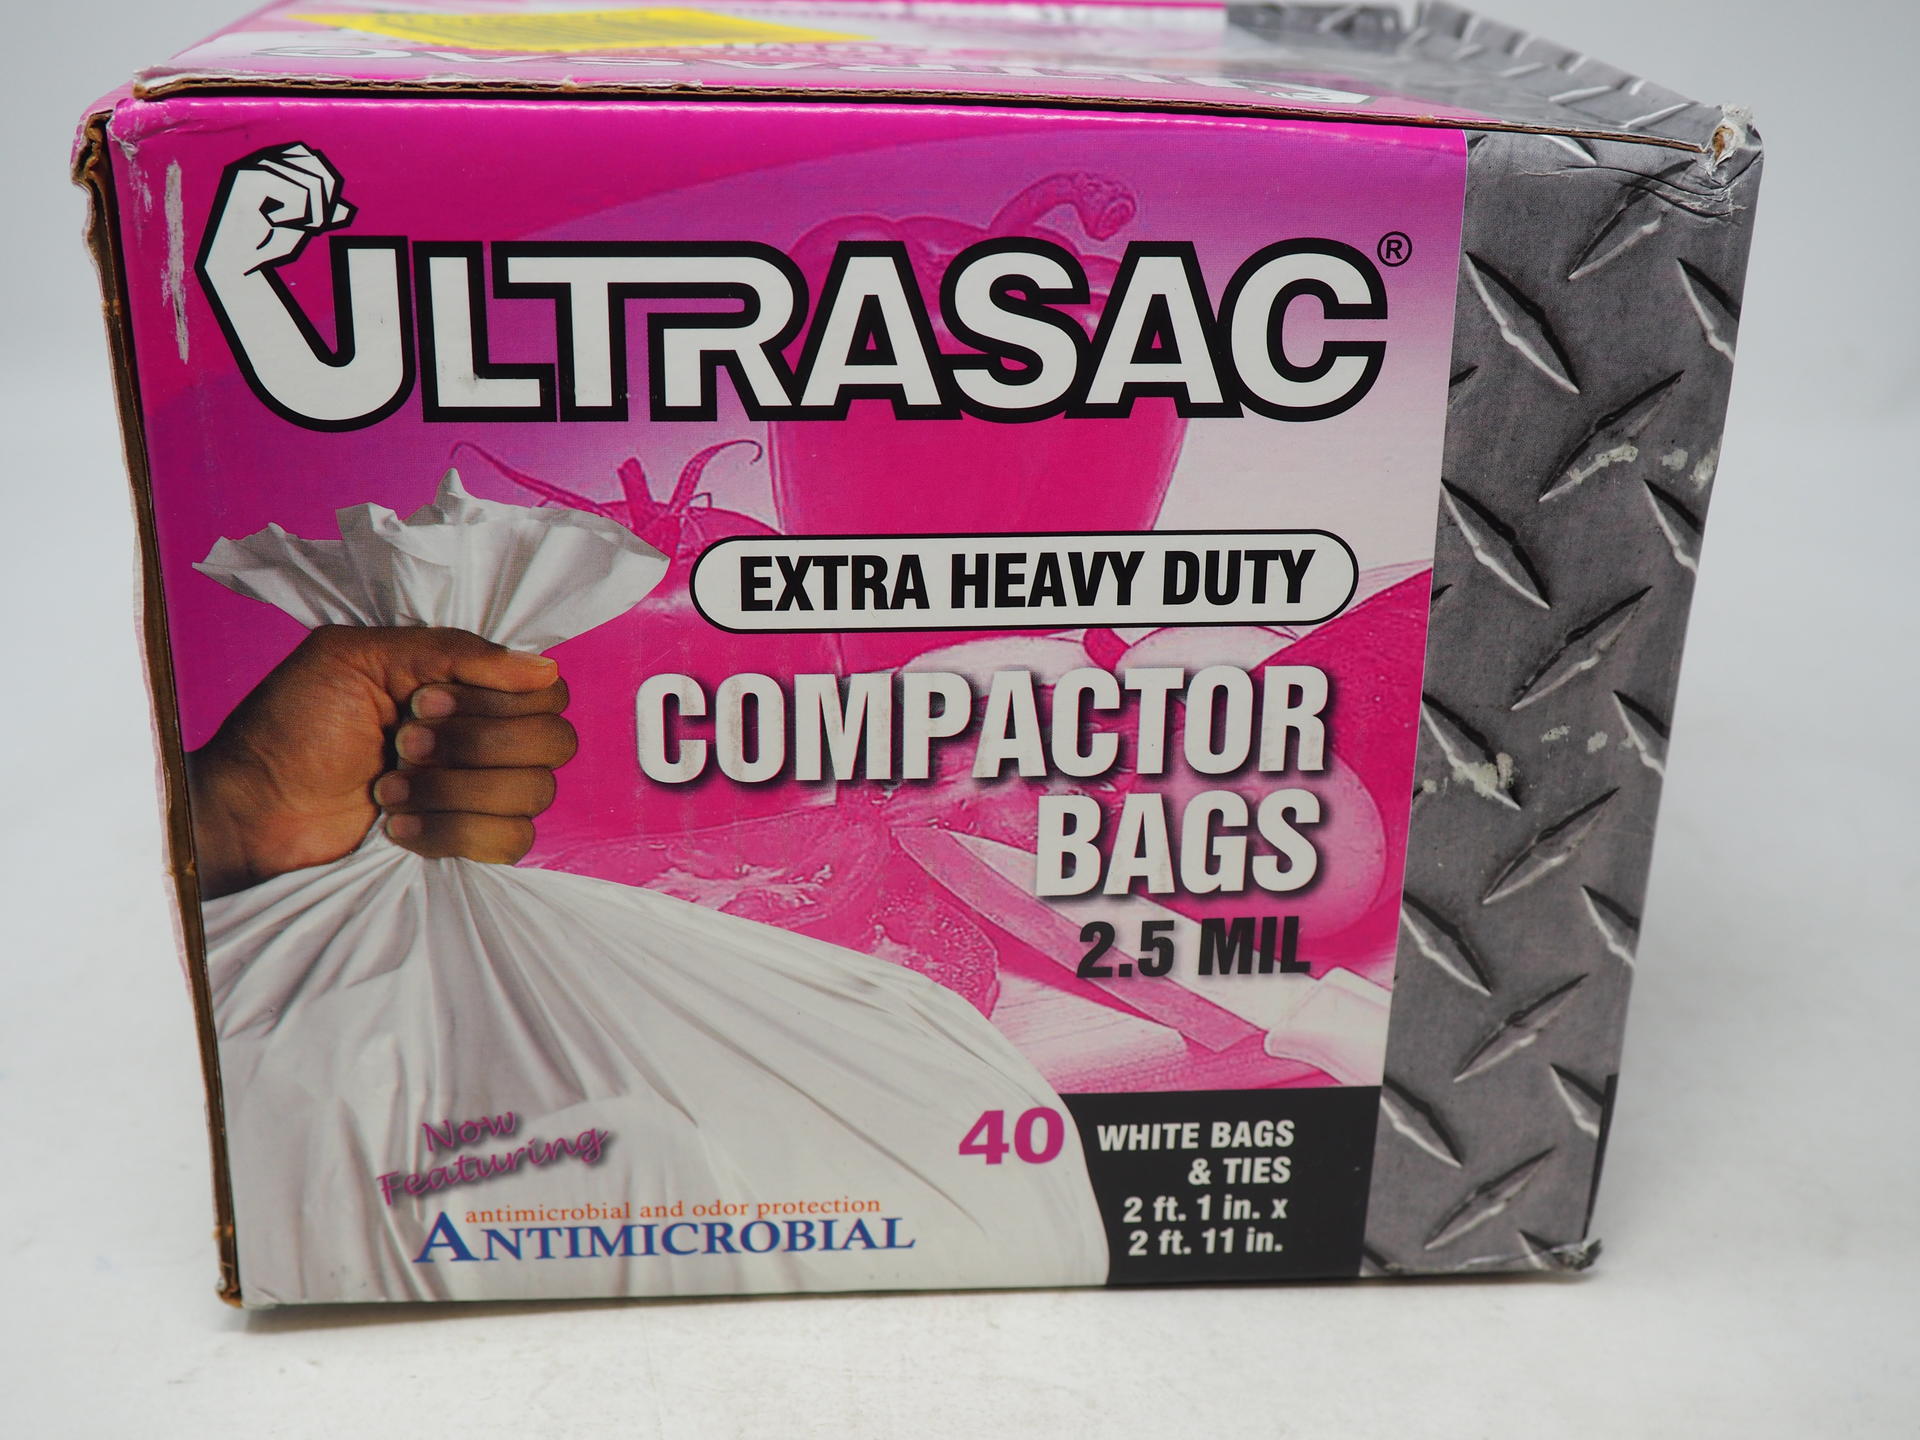 ULTRASAC®
EXTRA HEAVY DUTY
COMPACTOR
BAGS
2.5 MIL
Now
Featuring
antimicrobial and odor protection
ANTIMICROBIAL
40
WHITE BAGS
& TIES
2 ft. 1 in. x
2 ft. 11 in.